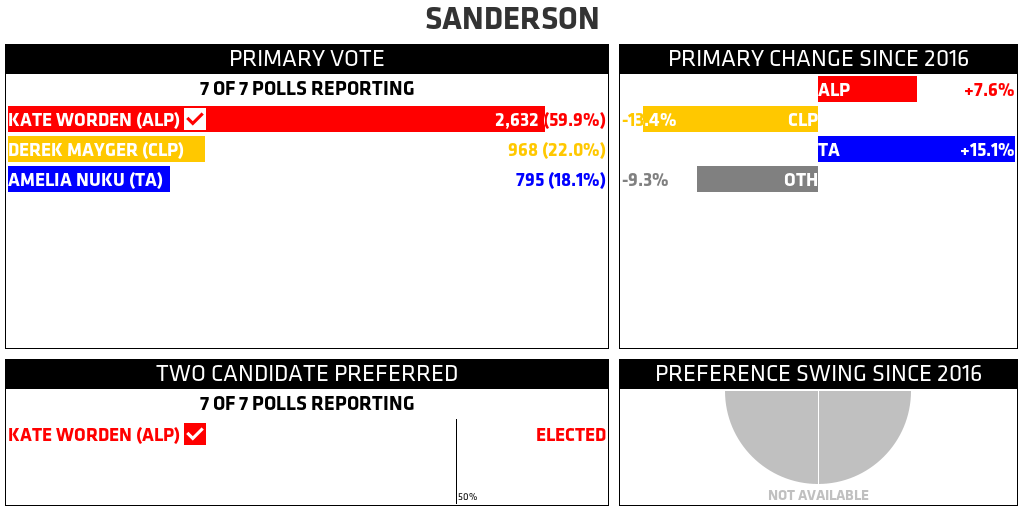 SANDERSON
PRIMARY VOTE
7 OF 7 POLLS REPORTING
KATE WORDEN (ALP) 2,632 (59.9%)
DEREK MAYGER (CLP) 968 (22.0%)
AMELIA NUKU (TA) 795 (18.1%)
PRIMARY CHANGE SINCE 2016
ALP +7.6%
-13.4% CLP
TA +15.1%
-9.3% OTH
TWO CANDIDATE PREFERRED
7 OF 7 POLLS REPORTING
KATE WORDEN (ALP) ELECTED
50%
PREFERENCE SWING SINCE 2016
NOT AVAILABLE